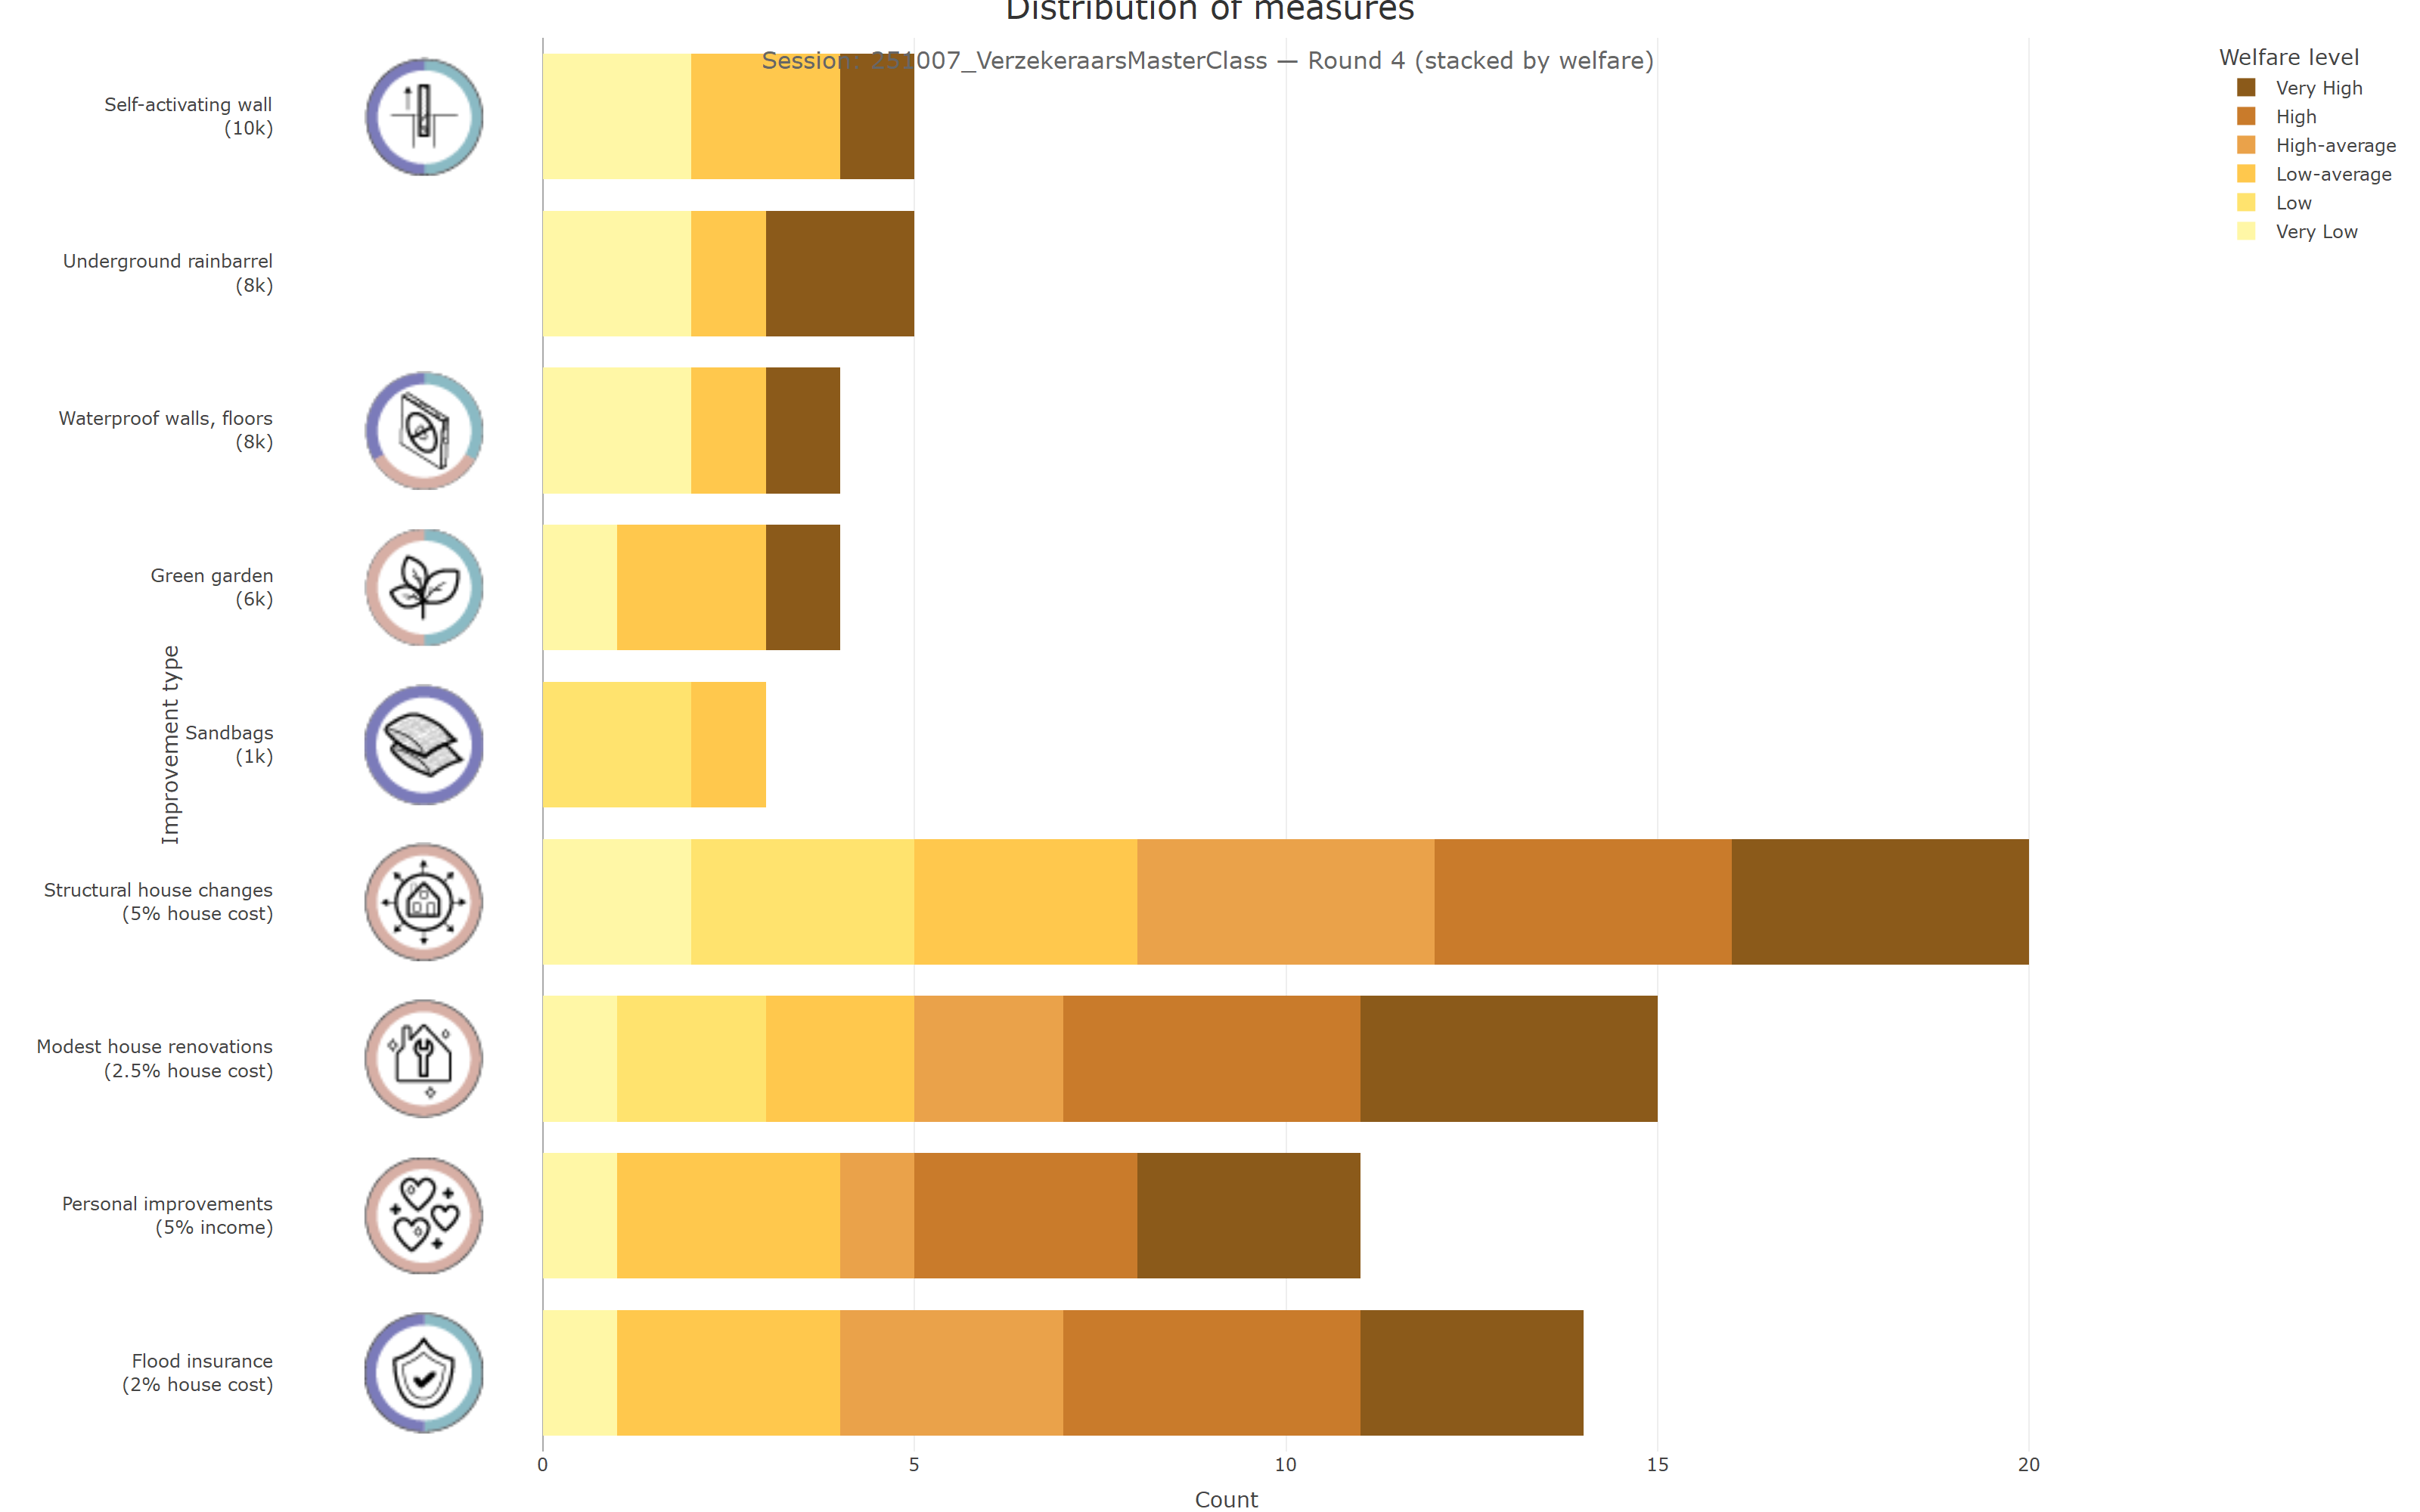 Distribution of measures
Session: 251007_VerzekeraarsMasterClass — Round 4 (stacked by welfare)
Welfare level
Very High
High
High-average
Low-average
Low
Very Low
Improvement type
Self-activating wall
(10k)
Underground rainbarrel
(8k)
Waterproof walls, floors
(8k)
Green garden
(6k)
Sandbags
(1k)
Structural house changes
(5% house cost)
Modest house renovations
(2.5% house cost)
Personal improvements
(5% income)
Flood insurance
(2% house cost)
0
5
10
15
20
Count